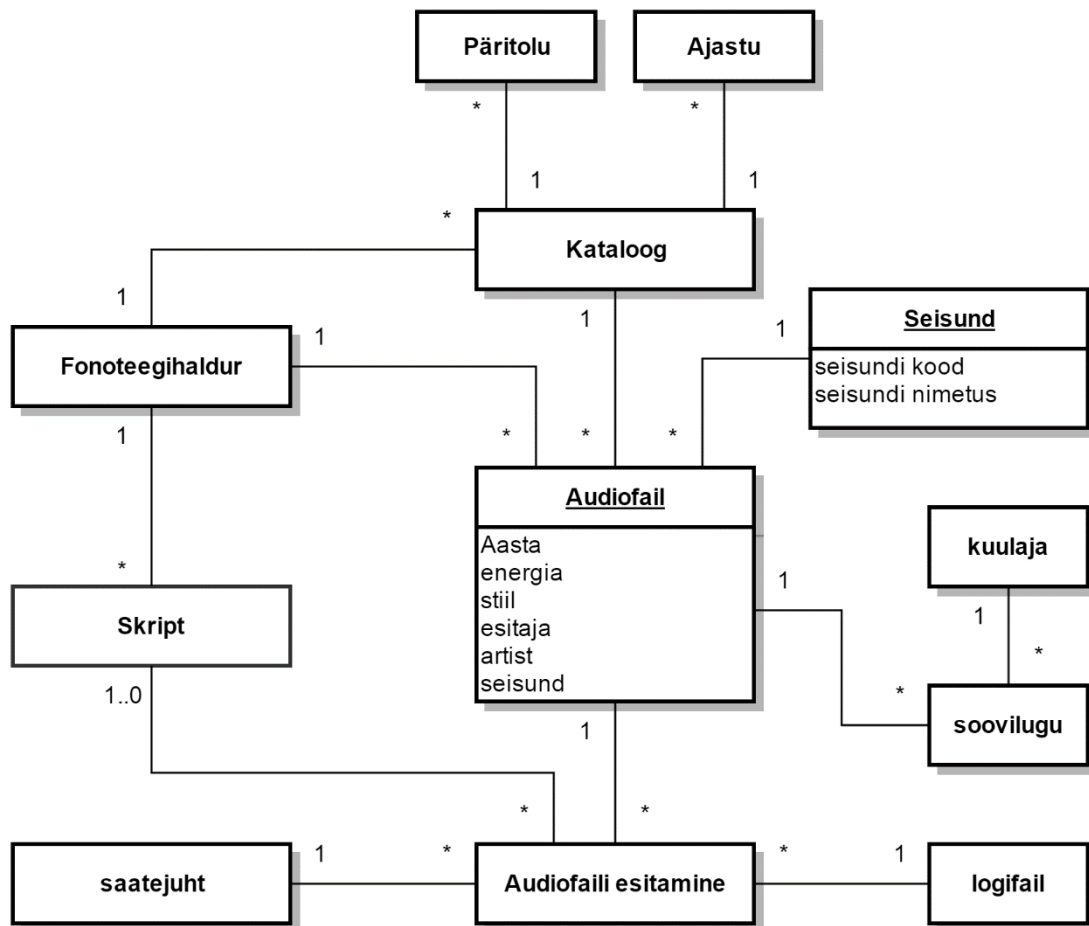 Päritolu
Ajastu
*
*
1
1
*
Kataloog
1
1
Seisund
seisundi kood
seisundi nimetus
1
Fonoteegihaldur
1
1
*
*
*
Audiofail
Aasta
energia
stiil
esitaja
artist
seisund
kuulaja
1
1
*
*
Skript
1..0
*
soovilugu
1
*
*
saatejuht
1
*
Audiofaili esitamine
*
1
logifail